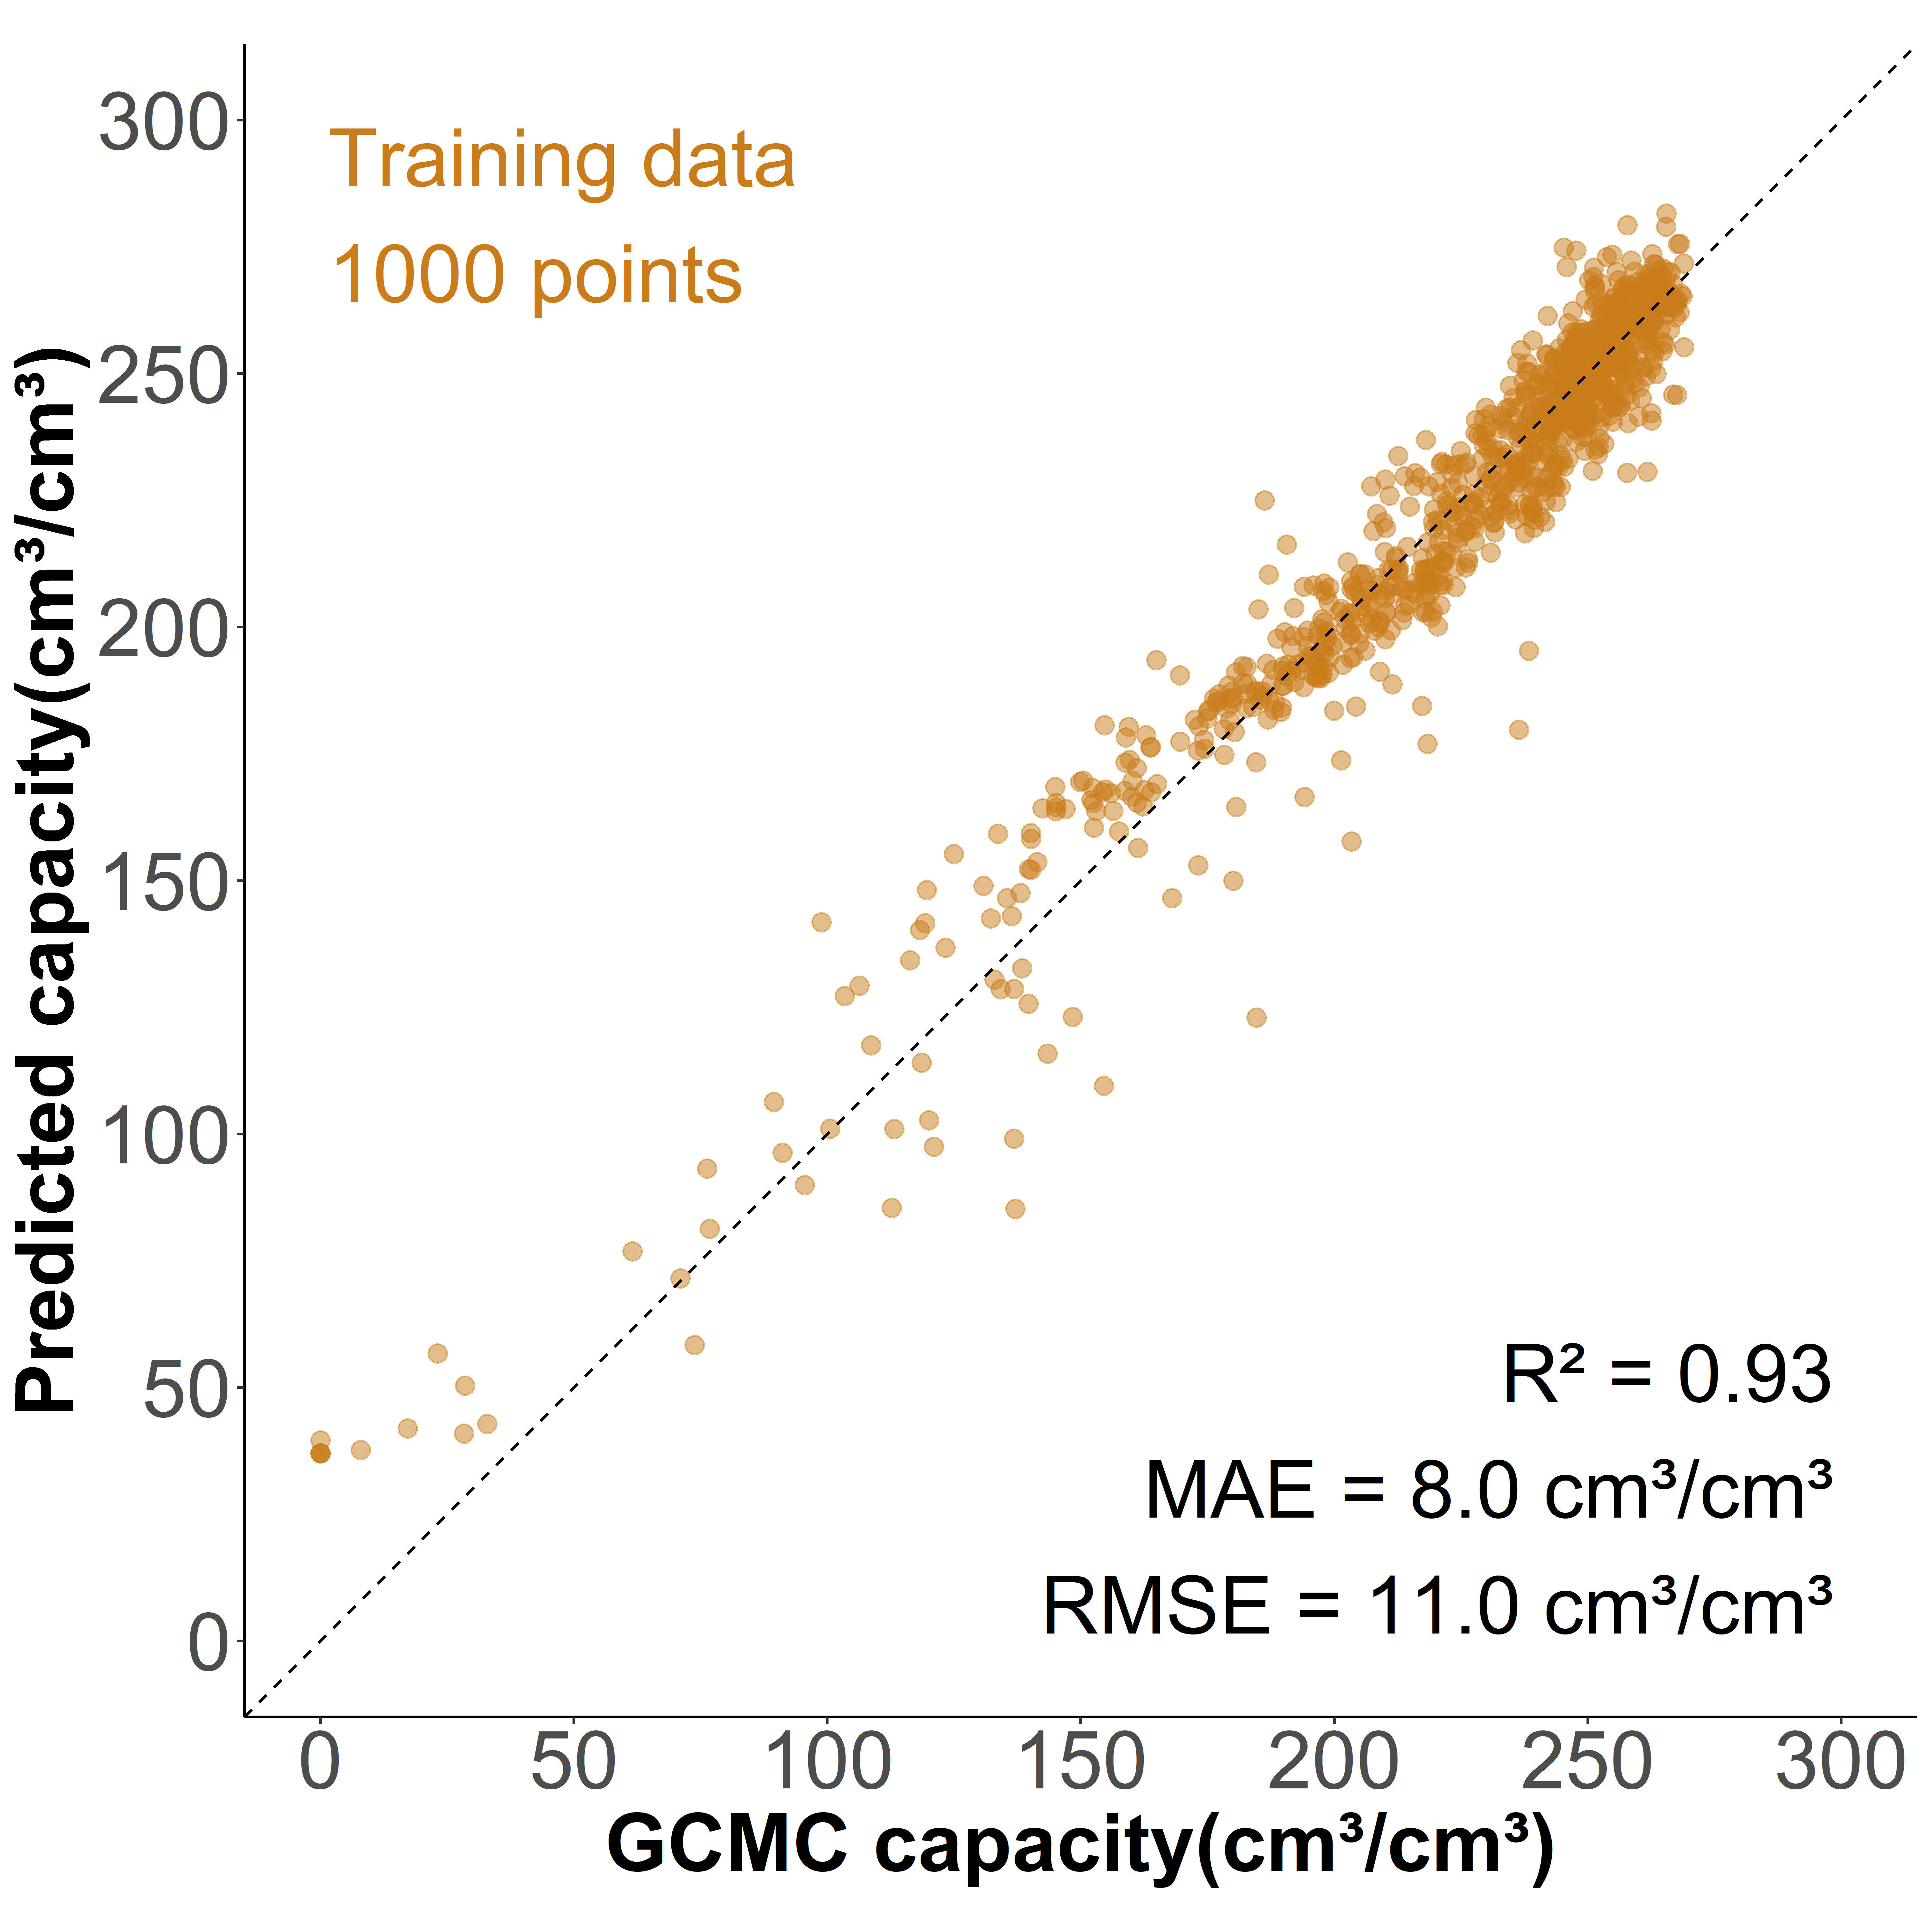 Training data
1000 points
300
250
200
150
100
50
0
Predicted capacity(cm³/cm³)
R² = 0.93
MAE = 8.0 cm³/cm³
RMSE = 11.0 cm³/cm³
0 50 100 150 200 250 300
GCMC capacity(cm³/cm³)